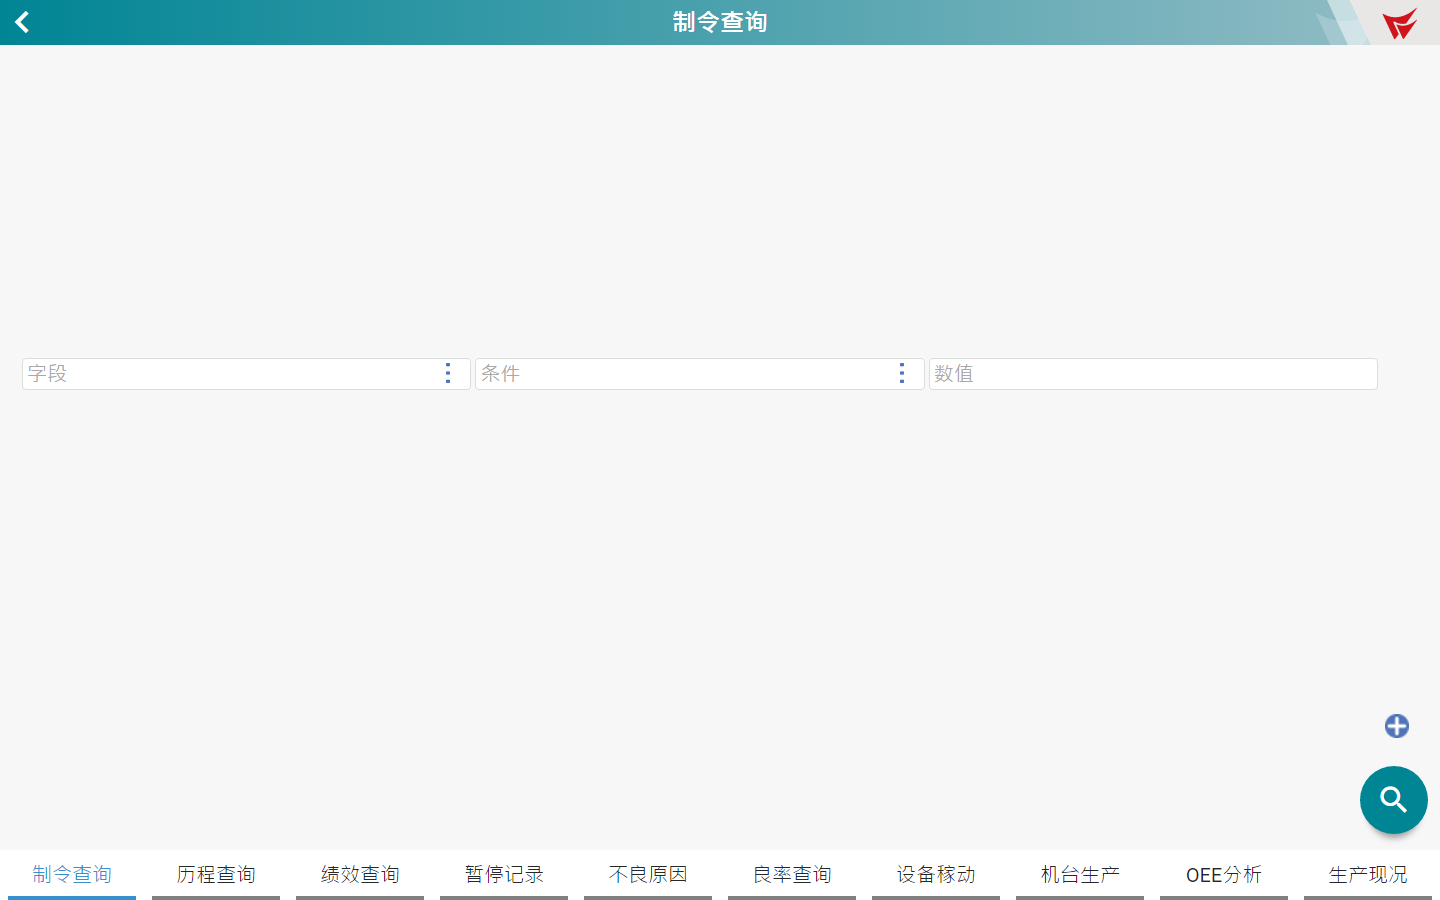 制令查询
字段
条件
数值
制令查询
历程查询
绩效查询
暂停记录
不良原因
良率查询
设备稼动
机台生产
OEE分析
生产现况